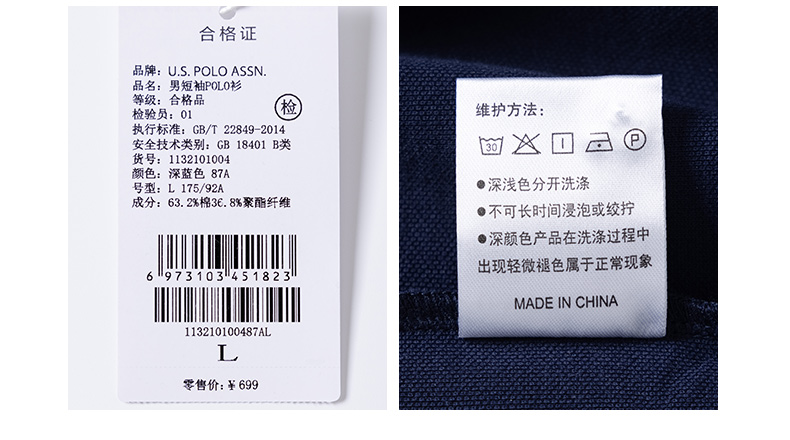 合格证
品牌: U.S. POLO ASSN.
品名: 男短袖POLO衫
等级: 合格品
检验员: 01
检
执行标准: GB/T 22849-2014
安全技术类别: GB 18401 B类
货号: 1132101004
颜色: 深蓝色 87A
号型: L 175/92A
成分: 63.2%棉36.8%聚酯纤维
6 973103 451823
113210100487AL
L
零售价:¥699
维护方法:
30
P
●深浅色分开洗涤
●不可长时间浸泡或绞拧
●深颜色产品在洗涤过程中
出现轻微褪色属于正常现象
MADE IN CHINA